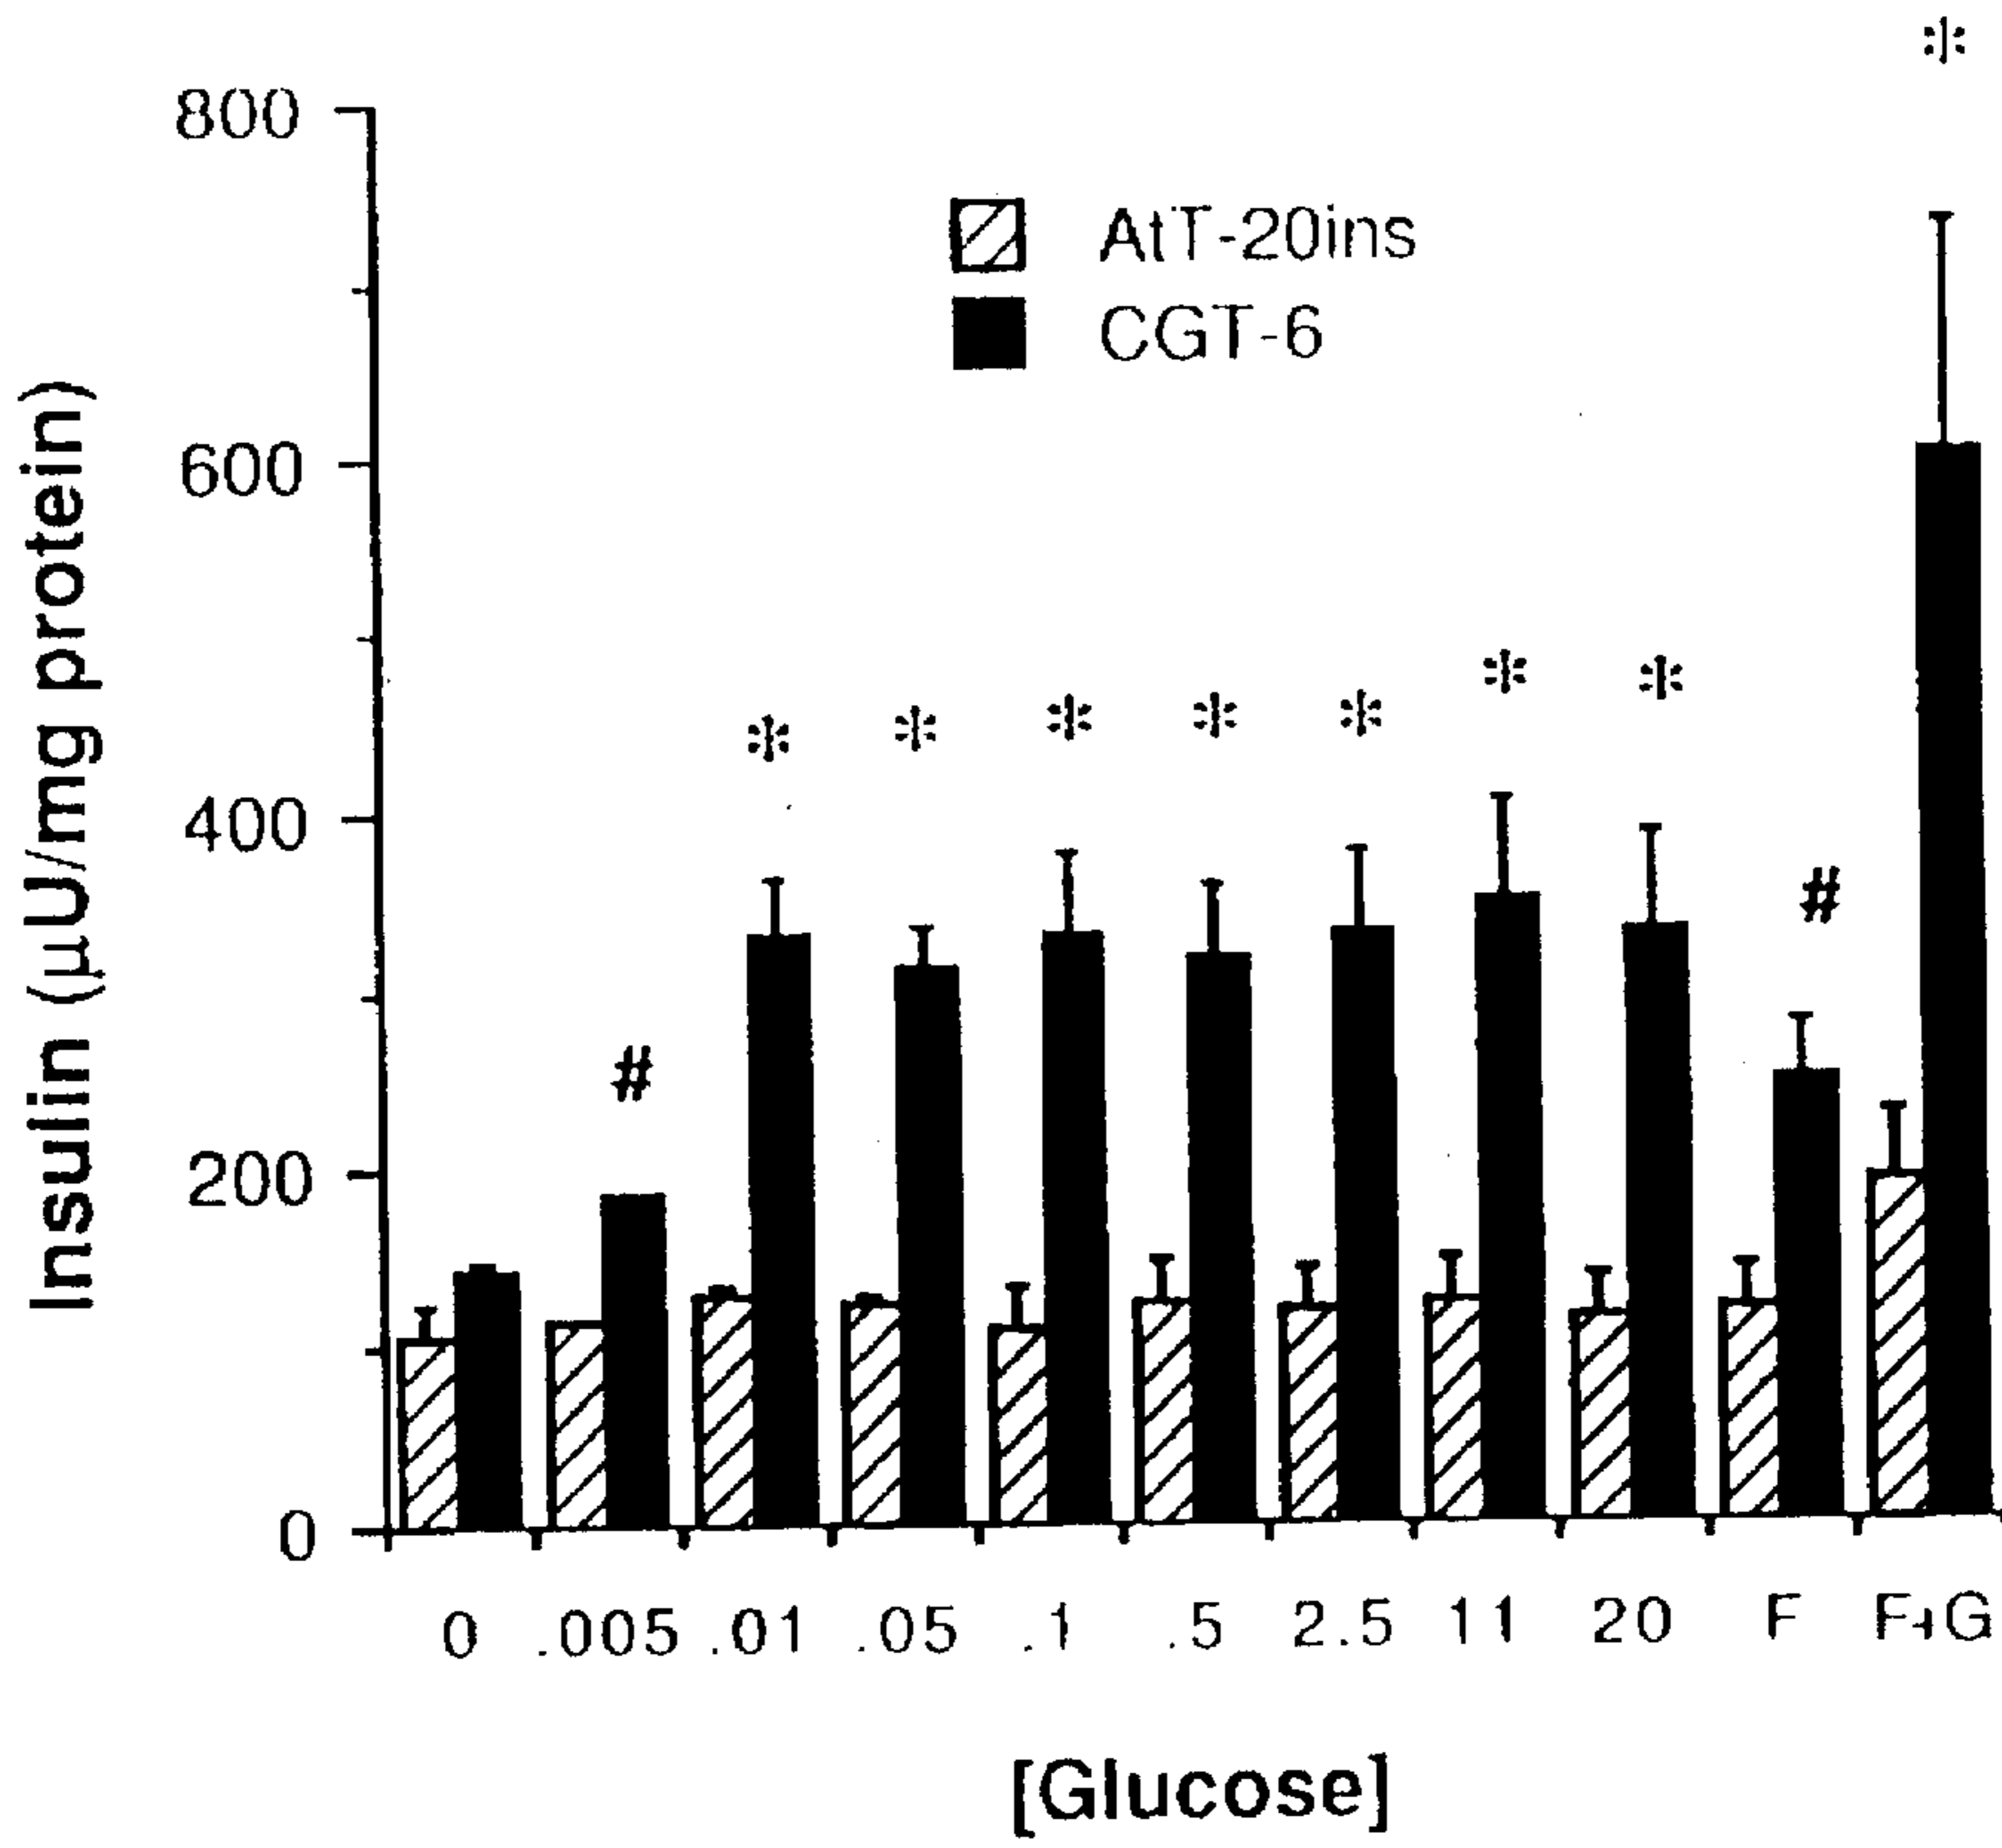 *
800
AtT-20ins
CGT-6
600
Insulin (µU/mg protein)
* * * * * * *
400
#
#
200
0
0 .005 .01 .05 .1 .5 2.5 11 20 F F+G
[Glucose]